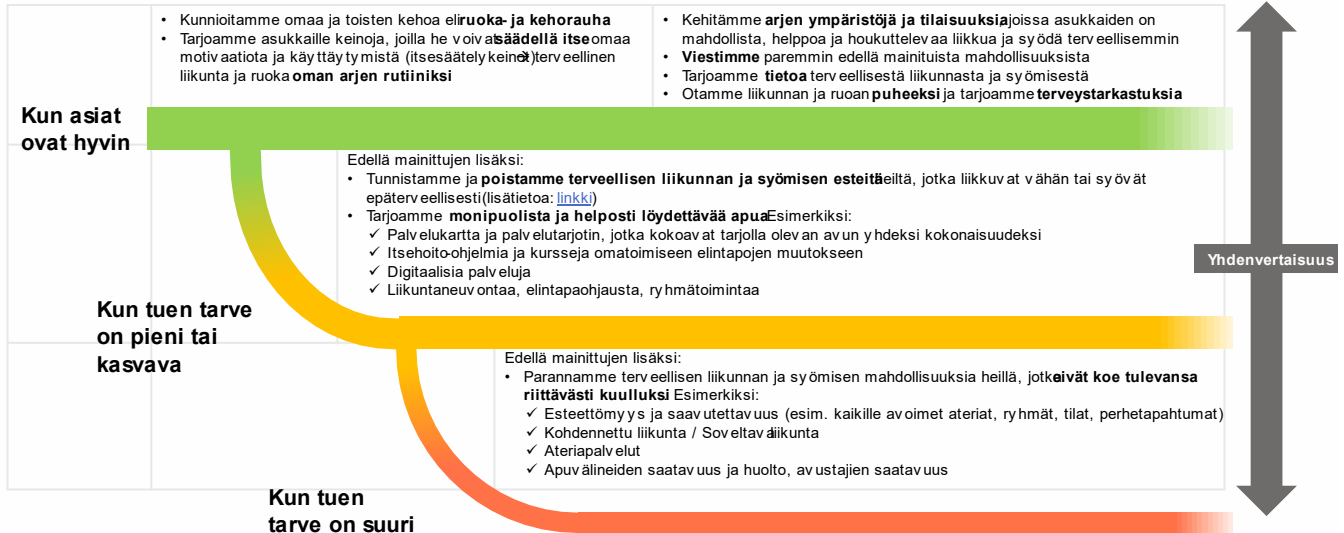 • Kunnioitamme omaa ja toisten kehoa eli ruoka- ja kehorauha
• Tarjoamme asukkaille keinoja, joilla he voivat säädellä itse omaa
motivaatiota ja käyttäytymistä (itsesäätelykeinot) → terveellinen
liikunta ja ruoka oman arjen rutiiniksi
• Kehitämme arjen ympäristöjä ja tilaisuuksia, joissa asukkaiden on
mahdollista, helppoa ja houkuttelevaa liikkua ja syödä terveellisemmin
• Viestimme paremmin edellä mainituista mahdollisuuksista
• Tarjoamme tietoa terveellisestä liikunnasta ja syömisestä
• Otamme liikunnan ja ruoan puheeksi ja tarjoamme terveystarkastuksia
Kun asiat
ovat hyvin
Edellä mainittujen lisäksi:
• Tunnistamme ja poistamme terveellisen liikunnan ja syömisen esteitä heiltä, jotka liikkuvat vähän tai syövät
epäterveellisesti (lisätietoa: linkki)
• Tarjoamme monipuolista ja helposti löydettävää apua. Esimerkiksi:
✓ Palvelukartta ja palvelutarjotin, jotka kokoavat tarjolla olevan avun yhdeksi kokonaisuudeksi
✓ Itsehoito-ohjelmia ja kursseja omatoimiseen elintapojen muutokseen
✓ Digitaalisia palveluja
✓ Liikuntaneuvontaa, elintapaohjausta, ryhmätoimintaa
Yhdenvertaisuus
Kun tuen tarve
on pieni tai
kasvava
Edellä mainittujen lisäksi:
• Parannamme terveellisen liikunnan ja syömisen mahdollisuuksia heillä, jotka eivät koe tulevansa
riittävästi kuulluksi. Esimerkiksi:
✓ Esteettömyys ja saavutettavuus (esim. kaikille avoimet ateriat, ryhmät, tilat, perhetapahtumat)
✓ Kohdennettu liikunta / Soveltava liikunta
✓ Ateriapalvelut
✓ Apuvälineiden saatavuus ja huolto, avustajien saatavuus
Kun tuen
tarve on suuri